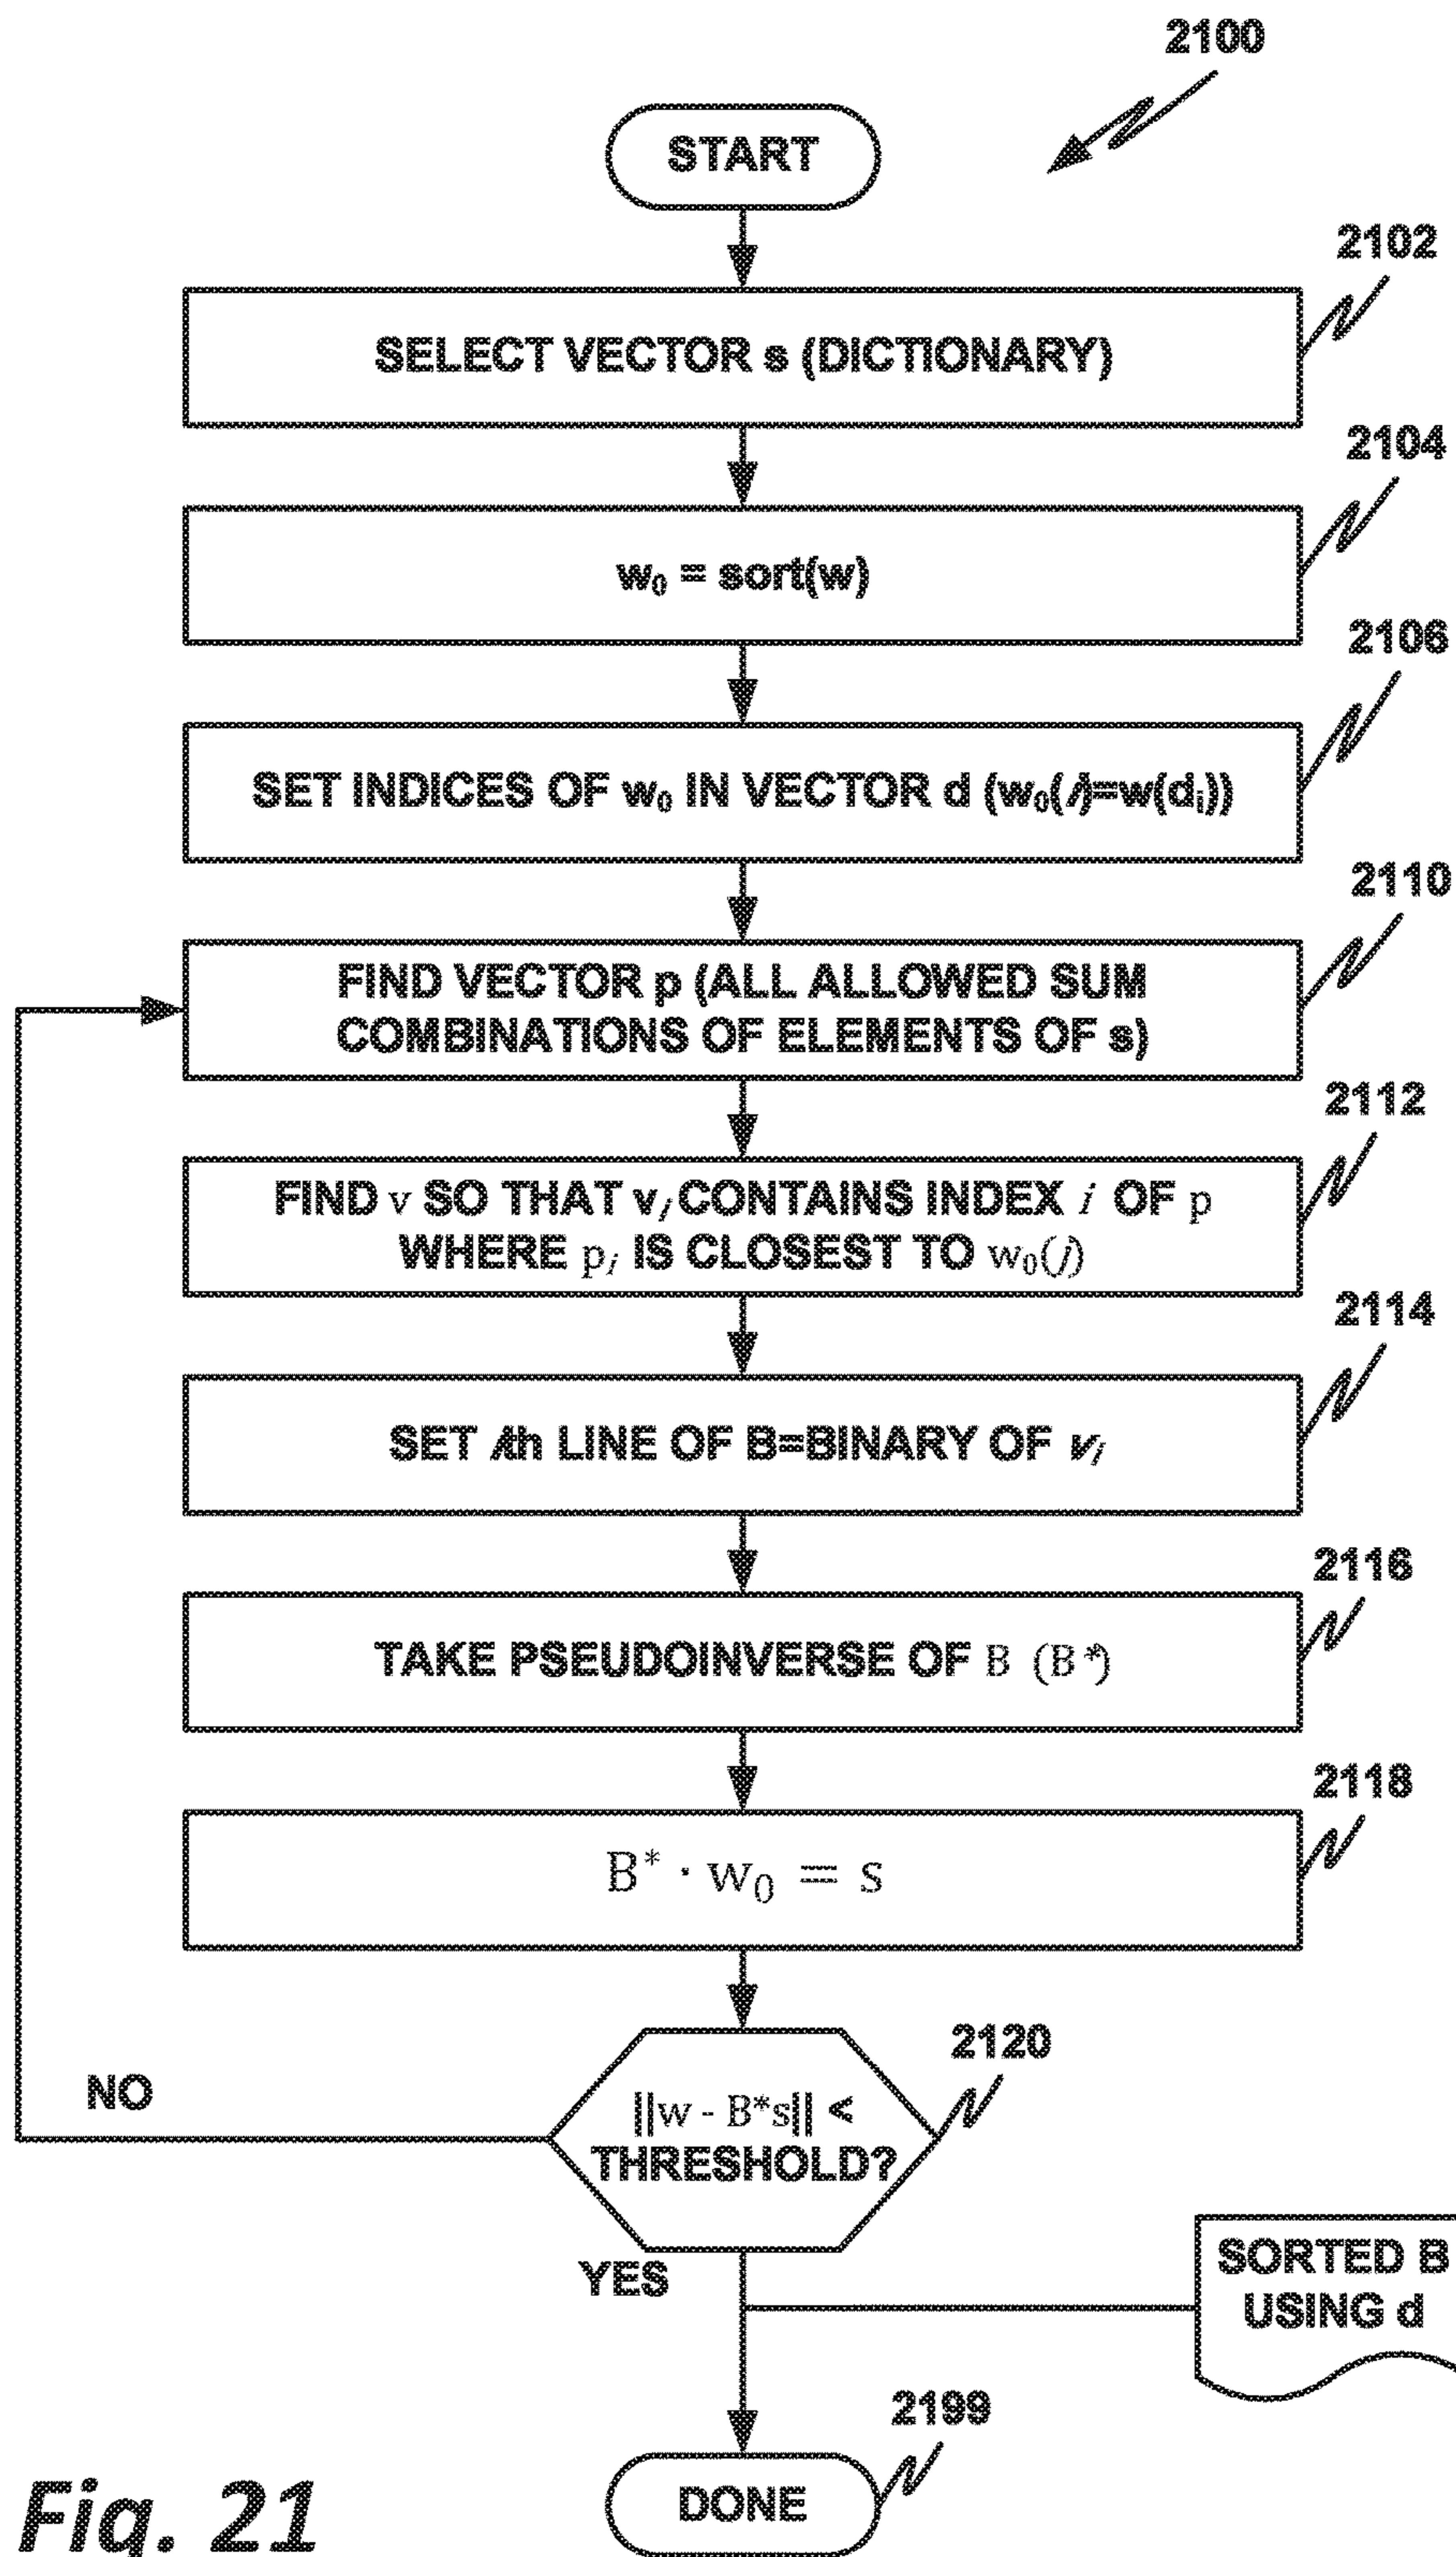 2100
START
2102
SELECT VECTOR s (DICTIONARY)
2104
w₀ = sort(w)
2106
SET INDICES OF w₀ IN VECTOR d (w₀(i)=w(dᵢ))
2110
FIND VECTOR p (ALL ALLOWED SUM
COMBINATIONS OF ELEMENTS OF s)
2112
FIND v SO THAT vᵢ CONTAINS INDEX i OF p
WHERE pᵢ IS CLOSEST TO w₀(j)
2114
SET ith LINE OF B=BINARY OF vᵢ
2116
TAKE PSEUDOINVERSE OF B (B*)
2118
B* · w₀ = s
2120
NO
||w - B*s|| <
THRESHOLD?
YES
SORTED B
USING d
2199
DONE
Fig. 21